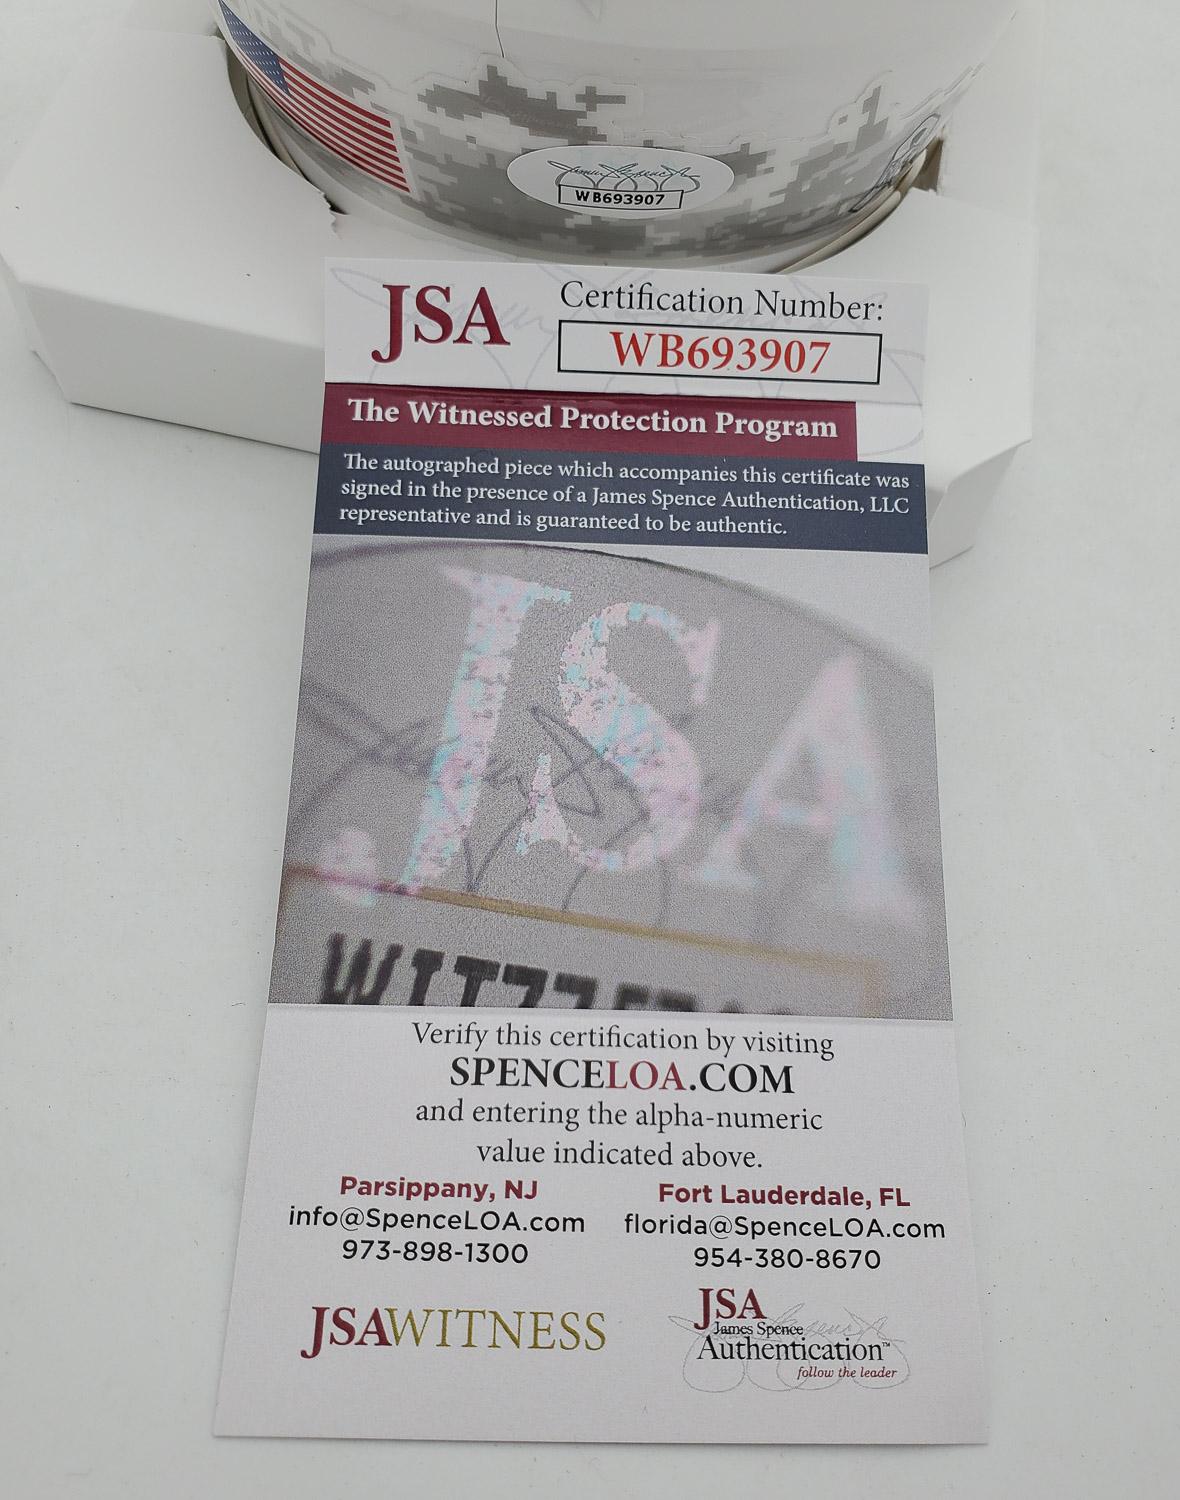 WB693907
JSA
Certification Number:
WB693907
The Witnessed Protection Program
The autographed piece which accompanies this certificate was
signed in the presence of a James Spence Authentication, LLC
representative and is guaranteed to be authentic.
JSA
Verify this certification by visiting
SPENCELOA.COM
and entering the alpha-numeric
value indicated above.
Parsippany, NJ
info@SpenceLOA.com
973-898-1300
Fort Lauderdale, FL
florida@SpenceLOA.com
954-380-8670
JSAWITNESS
JSA
James Spence
Authentication™
follow the leader